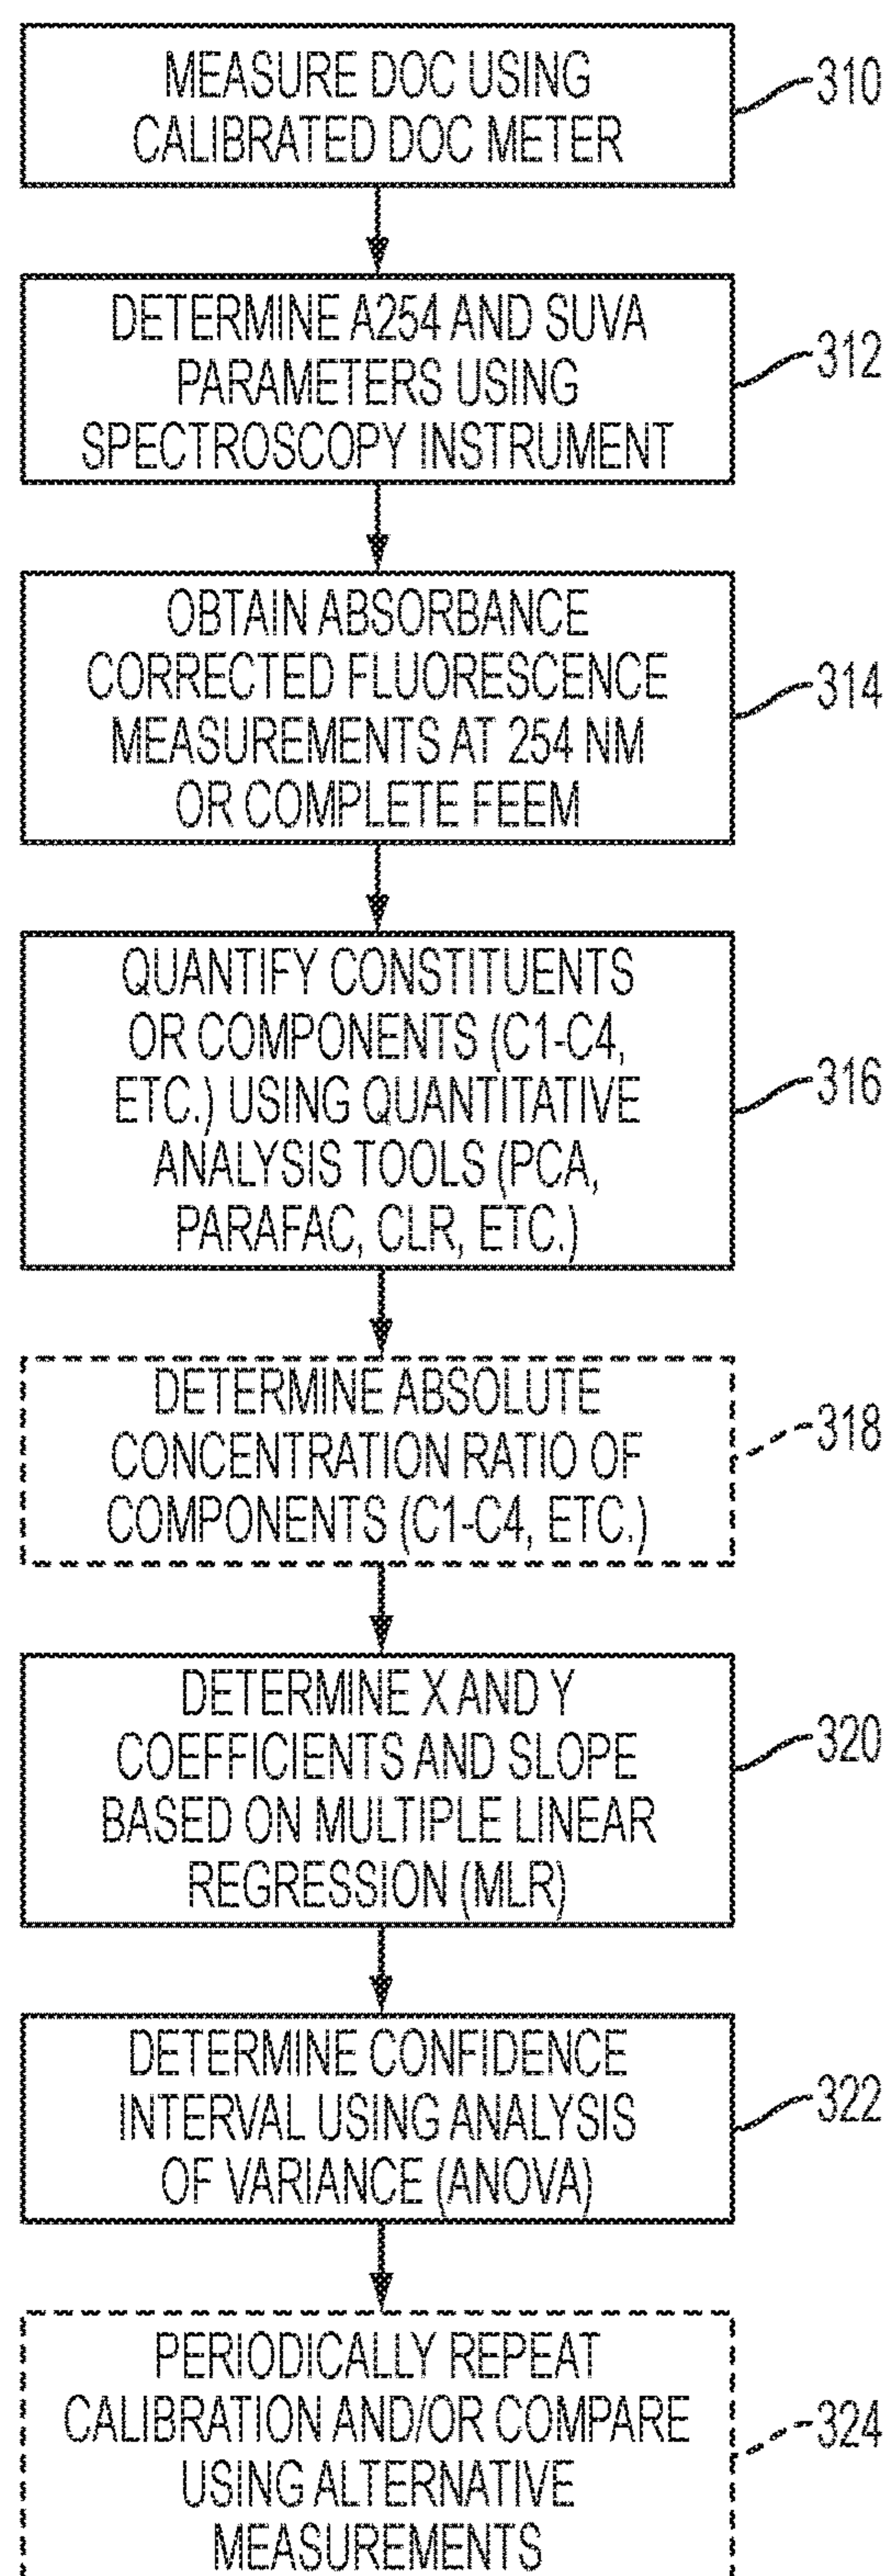 MEASURE DOC USING
CALIBRATED DOC METER
310
DETERMINE A254 AND SUVA
PARAMETERS USING
SPECTROSCOPY INSTRUMENT
312
OBTAIN ABSORBANCE
CORRECTED FLUORESCENCE
MEASUREMENTS AT 254 NM
OR COMPLETE FEEM
314
QUANTIFY CONSTITUENTS
OR COMPONENTS (C1-C4,
ETC.) USING QUANTITATIVE
ANALYSIS TOOLS (PCA,
PARAFAC, CLR, ETC.)
316
DETERMINE ABSOLUTE
CONCENTRATION RATIO OF
COMPONENTS (C1-C4, ETC.)
318
DETERMINE X AND Y
COEFFICIENTS AND SLOPE
BASED ON MULTIPLE LINEAR
REGRESSION (MLR)
320
DETERMINE CONFIDENCE
INTERVAL USING ANALYSIS
OF VARIANCE (ANOVA)
322
PERIODICALLY REPEAT
CALIBRATION AND/OR COMPARE
USING ALTERNATIVE
MEASUREMENTS
324